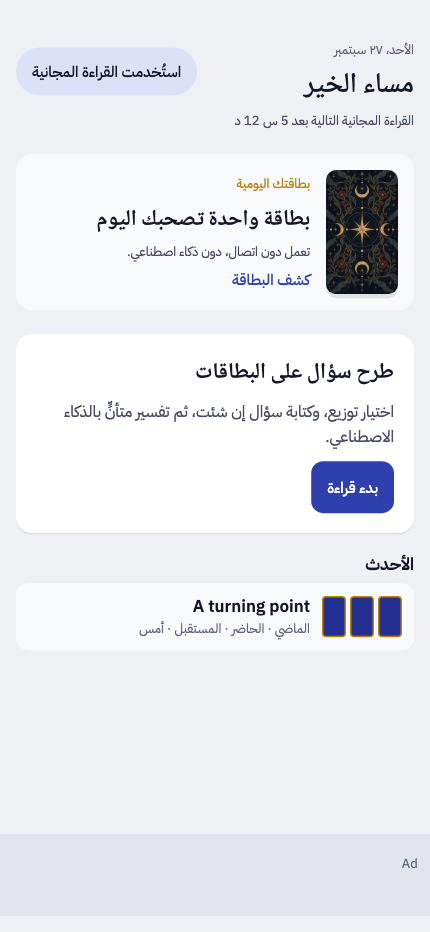 الأحد، ٢٧ سبتمبر
مساء الخير
استُخدمت القراءة المجانية
القراءة المجانية التالية بعد 5 س 12 د
بطاقتك اليومية
بطاقة واحدة تصحبك اليوم
تعمل دون اتصال، دون ذكاء اصطناعي.
كشف البطاقة
طرح سؤال على البطاقات
اختيار توزيع، وكتابة سؤال إن شئت، ثم تفسير متأنٍّ بالذكاء
الاصطناعي.
بدء قراءة
الأحدث
A turning point
الماضي · الحاضر · المستقبل · أمس
Ad